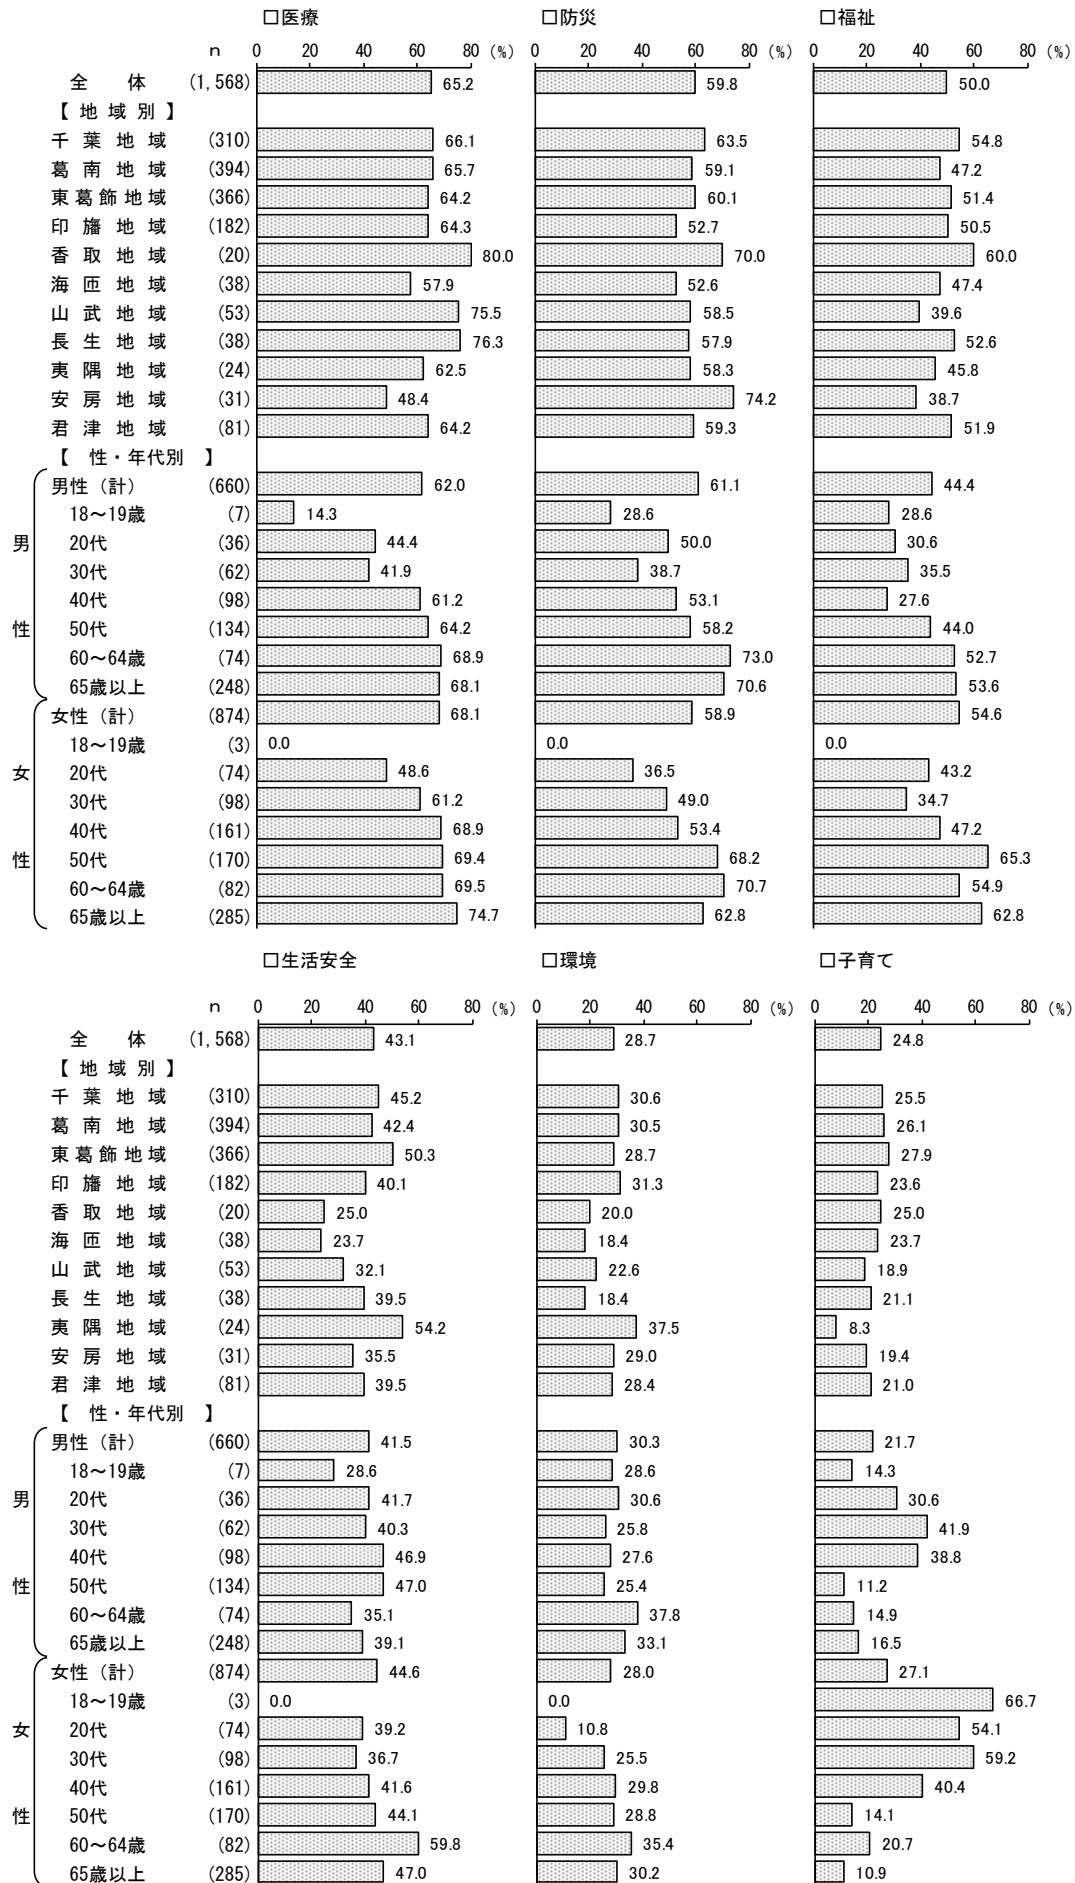 □医療 □防災 □福祉
n 0 20 40 60 80 (%) 0 20 40 60 80 (%) 0 20 40 60 80 (%)
全体 (1,568) 65.2 59.8 50.0
【地域別】
千葉地域 (310) 66.1 63.5 54.8
葛南地域 (394) 65.7 59.1 47.2
東葛飾地域 (366) 64.2 60.1 51.4
印旛地域 (182) 64.3 52.7 50.5
香取地域 (20) 80.0 70.0 60.0
海匝地域 (38) 57.9 52.6 47.4
山武地域 (53) 75.5 58.5 39.6
長生地域 (38) 76.3 57.9 52.6
夷隅地域 (24) 62.5 58.3 45.8
安房地域 (31) 48.4 74.2 38.7
君津地域 (81) 64.2 59.3 51.9
【性・年代別】
男性(計) (660) 62.0 61.1 44.4
18~19歳 (7) 14.3 28.6 28.6
男 20代 (36) 44.4 50.0 30.6
30代 (62) 41.9 38.7 35.5
40代 (98) 61.2 53.1 27.6
性 50代 (134) 64.2 58.2 44.0
60~64歳 (74) 68.9 73.0 52.7
65歳以上 (248) 68.1 70.6 53.6
女性(計) (874) 68.1 58.9 54.6
18~19歳 (3) 0.0 0.0 0.0
女 20代 (74) 48.6 36.5 43.2
30代 (98) 61.2 49.0 34.7
40代 (161) 68.9 53.4 47.2
性 50代 (170) 69.4 68.2 65.3
60~64歳 (82) 69.5 70.7 54.9
65歳以上 (285) 74.7 62.8 62.8
□生活安全 □環境 □子育て
n 0 20 40 60 80 (%) 0 20 40 60 80 (%) 0 20 40 60 80 (%)
全体 (1,568) 43.1 28.7 24.8
【地域別】
千葉地域 (310) 45.2 30.6 25.5
葛南地域 (394) 42.4 30.5 26.1
東葛飾地域 (366) 50.3 28.7 27.9
印旛地域 (182) 40.1 31.3 23.6
香取地域 (20) 25.0 20.0 25.0
海匝地域 (38) 23.7 18.4 23.7
山武地域 (53) 32.1 22.6 18.9
長生地域 (38) 39.5 18.4 21.1
夷隅地域 (24) 54.2 37.5 8.3
安房地域 (31) 35.5 29.0 19.4
君津地域 (81) 39.5 28.4 21.0
【性・年代別】
男性(計) (660) 41.5 30.3 21.7
18~19歳 (7) 28.6 28.6 14.3
男 20代 (36) 41.7 30.6 30.6
30代 (62) 40.3 25.8 41.9
40代 (98) 46.9 27.6 38.8
性 50代 (134) 47.0 25.4 11.2
60~64歳 (74) 35.1 37.8 14.9
65歳以上 (248) 39.1 33.1 16.5
女性(計) (874) 44.6 28.0 27.1
18~19歳 (3) 0.0 0.0 66.7
女 20代 (74) 39.2 10.8 54.1
30代 (98) 36.7 25.5 59.2
40代 (161) 41.6 29.8 40.4
性 50代 (170) 44.1 28.8 14.1
60~64歳 (82) 59.8 35.4 20.7
65歳以上 (285) 47.0 30.2 10.9